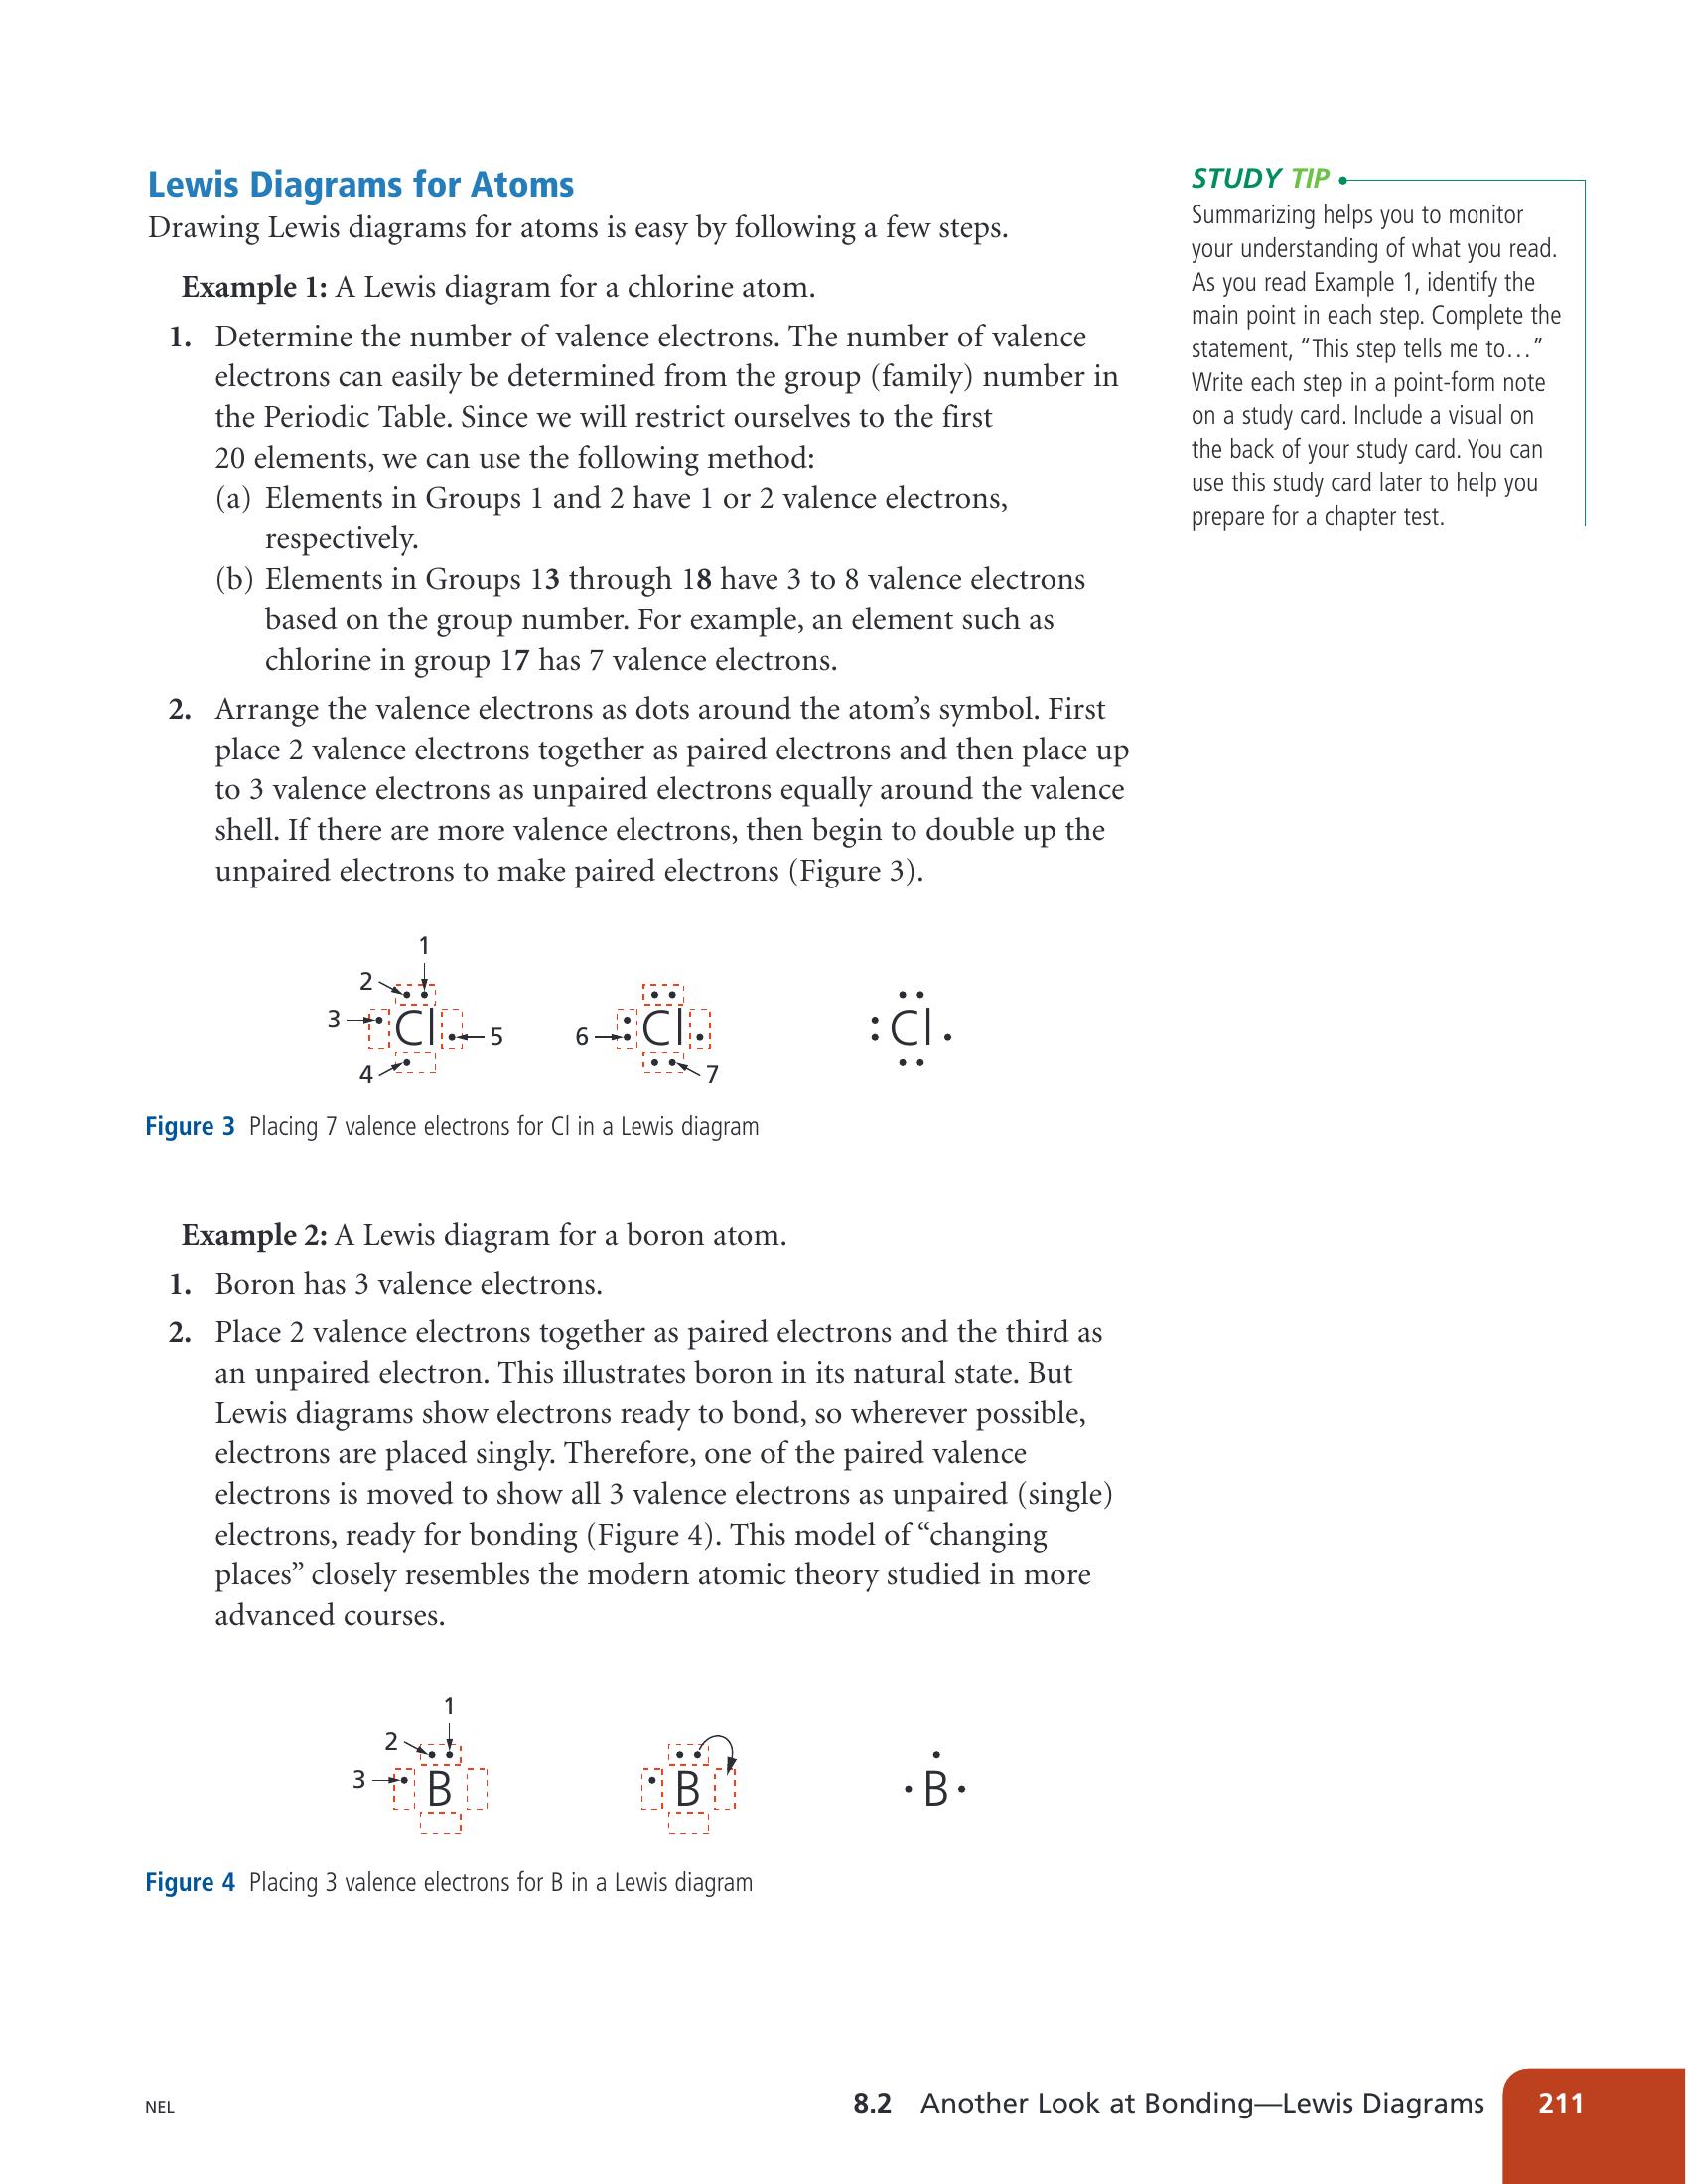 Lewis Diagrams for Atoms
Drawing Lewis diagrams for atoms is easy by following a few steps.
Example 1: A Lewis diagram for a chlorine atom.
1. Determine the number of valence electrons. The number of valence
electrons can easily be determined from the group (family) number in
the Periodic Table. Since we will restrict ourselves to the first
20 elements, we can use the following method:
(a) Elements in Groups 1 and 2 have 1 or 2 valence electrons,
respectively.
(b) Elements in Groups 13 through 18 have 3 to 8 valence electrons
based on the group number. For example, an element such as
chlorine in group 17 has 7 valence electrons.
2. Arrange the valence electrons as dots around the atom’s symbol. First
place 2 valence electrons together as paired electrons and then place up
to 3 valence electrons as unpaired electrons equally around the valence
shell. If there are more valence electrons, then begin to double up the
unpaired electrons to make paired electrons (Figure 3).
STUDY TIP
Summarizing helps you to monitor
your understanding of what you read.
As you read Example 1, identify the
main point in each step. Complete the
statement, “This step tells me to…”
Write each step in a point-form note
on a study card. Include a visual on
the back of your study card. You can
use this study card later to help you
prepare for a chapter test.
1
2
3 Cl 5
4
6 Cl
7
Cl
Figure 3 Placing 7 valence electrons for Cl in a Lewis diagram
Example 2: A Lewis diagram for a boron atom.
1. Boron has 3 valence electrons.
2. Place 2 valence electrons together as paired electrons and the third as
an unpaired electron. This illustrates boron in its natural state. But
Lewis diagrams show electrons ready to bond, so wherever possible,
electrons are placed singly. Therefore, one of the paired valence
electrons is moved to show all 3 valence electrons as unpaired (single)
electrons, ready for bonding (Figure 4). This model of “changing
places” closely resembles the modern atomic theory studied in more
advanced courses.
1
2
3 B
B
B
Figure 4 Placing 3 valence electrons for B in a Lewis diagram
NEL
8.2 Another Look at Bonding—Lewis Diagrams 211